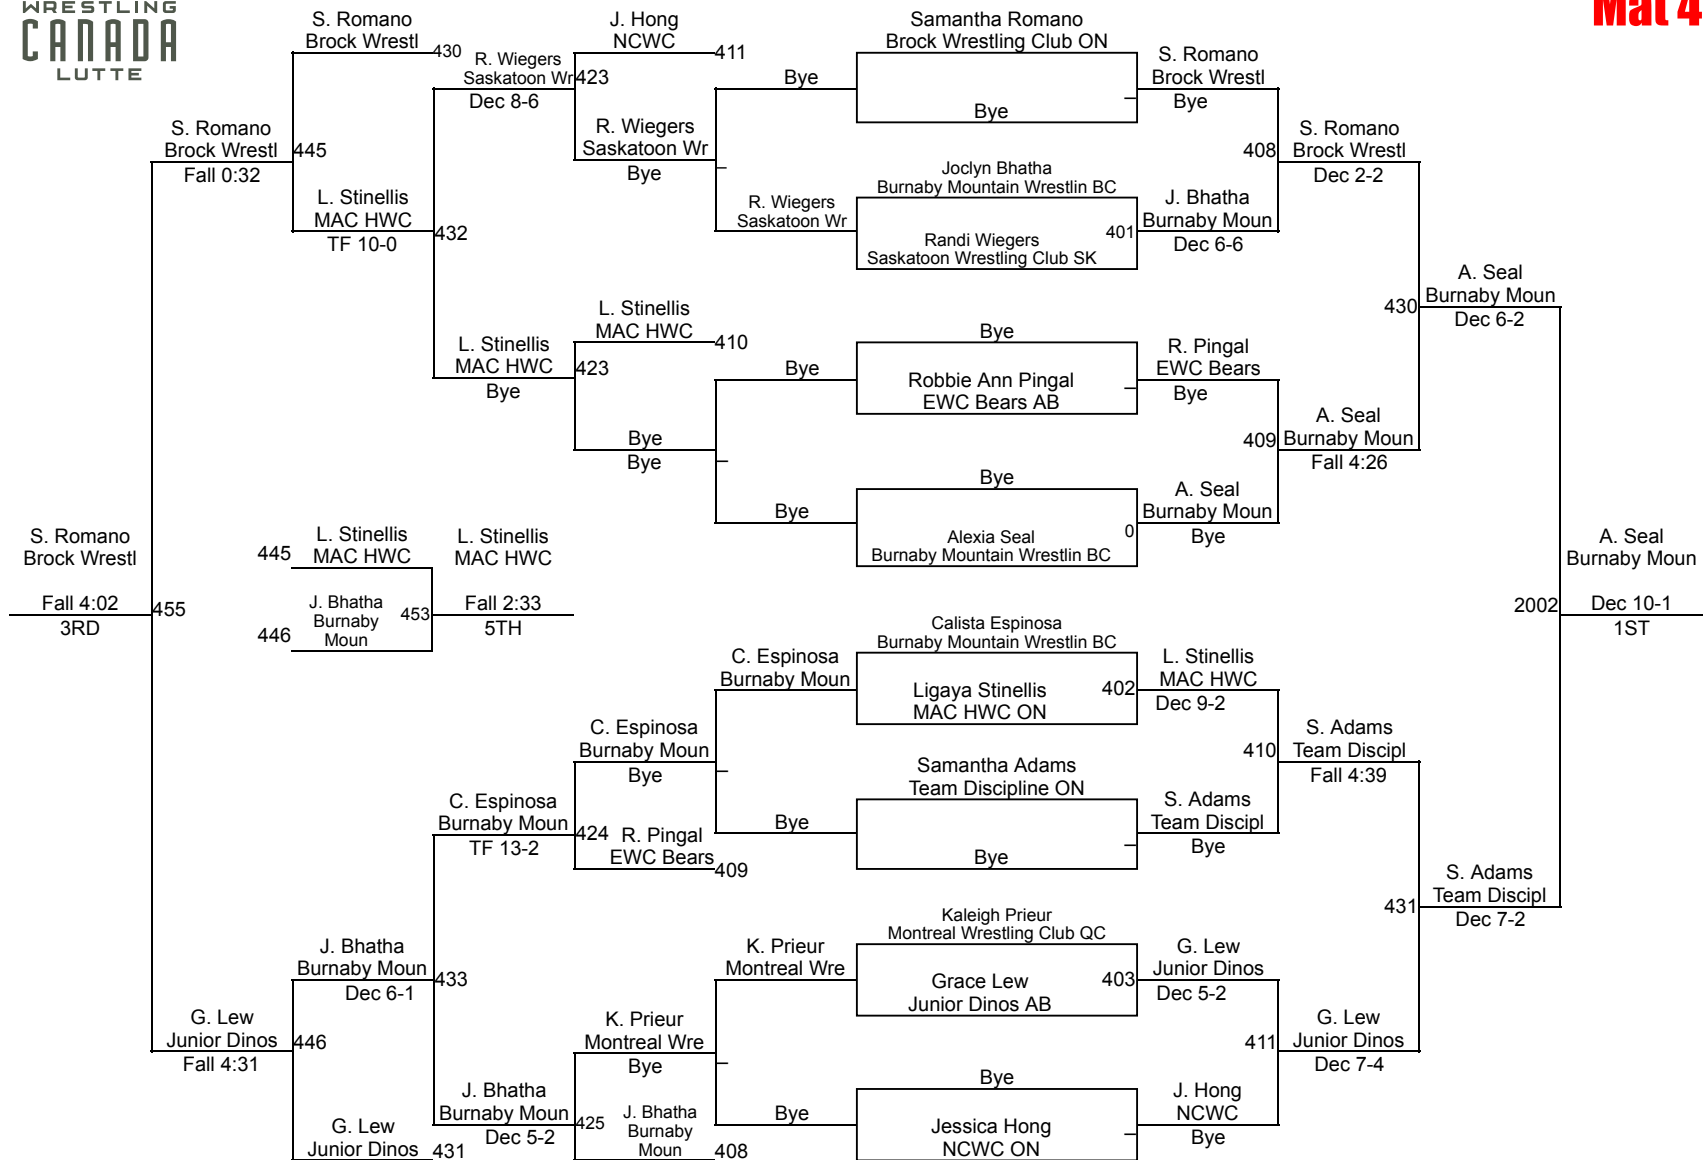 WRESTLING
CANADA
LUTTE
Mat 4
S. Romano
Brock Wrestl
430
J. Hong
NCWC
411
R. Wiegers
Saskatoon Wr
423
Dec 8-6
Samantha Romano
Brock Wrestling Club ON
Bye
Bye
–
S. Romano
Brock Wrestl
Bye
S. Romano
Brock Wrestl
445
Fall 0:32
R. Wiegers
Saskatoon Wr
–
Bye
408
S. Romano
Brock Wrestl
Dec 2-2
Joclyn Bhatha
Burnaby Mountain Wrestlin BC
L. Stinellis
MAC HWC
432
TF 10-0
R. Wiegers
Saskatoon Wr
401
Randi Wiegers
Saskatoon Wrestling Club SK
J. Bhatha
Burnaby Moun
Dec 6-6
430
A. Seal
Burnaby Moun
Dec 6-2
L. Stinellis
MAC HWC
410
L. Stinellis
MAC HWC
423
Bye
Bye
Bye
Robbie Ann Pingal
EWC Bears AB
–
R. Pingal
EWC Bears
Bye
Bye
Bye
–
409
A. Seal
Burnaby Moun
Fall 4:26
Bye
Bye
0
Alexia Seal
Burnaby Mountain Wrestlin BC
A. Seal
Burnaby Moun
Bye
S. Romano
Brock Wrestl
Fall 4:02
3RD
455
445
L. Stinellis
MAC HWC
446
J. Bhatha
Burnaby
Moun
453
L. Stinellis
MAC HWC
Fall 2:33
5TH
2002
A. Seal
Burnaby Moun
Dec 10-1
1ST
Calista Espinosa
Burnaby Mountain Wrestlin BC
C. Espinosa
Burnaby Moun
Ligaya Stinellis
MAC HWC ON
402
L. Stinellis
MAC HWC
Dec 9-2
C. Espinosa
Burnaby Moun
–
Bye
410
S. Adams
Team Discipl
Fall 4:39
Samantha Adams
Team Discipline ON
C. Espinosa
Burnaby Moun
424
TF 13-2
R. Pingal
EWC Bears
409
Bye
Bye
–
S. Adams
Team Discipl
Bye
431
S. Adams
Team Discipl
Dec 7-2
Kaleigh Prieur
Montreal Wrestling Club QC
J. Bhatha
Burnaby Moun
433
Dec 6-1
K. Prieur
Montreal Wre
Grace Lew
Junior Dinos AB
403
G. Lew
Junior Dinos
Dec 5-2
G. Lew
Junior Dinos
446
Fall 4:31
K. Prieur
Montreal Wre
–
Bye
411
G. Lew
Junior Dinos
Dec 7-4
J. Bhatha
Burnaby Moun
425
Dec 5-2
J. Bhatha
Burnaby
Moun
408
Bye
Bye
Jessica Hong
NCWC ON
–
J. Hong
NCWC
Bye
G. Lew
Junior Dinos
431